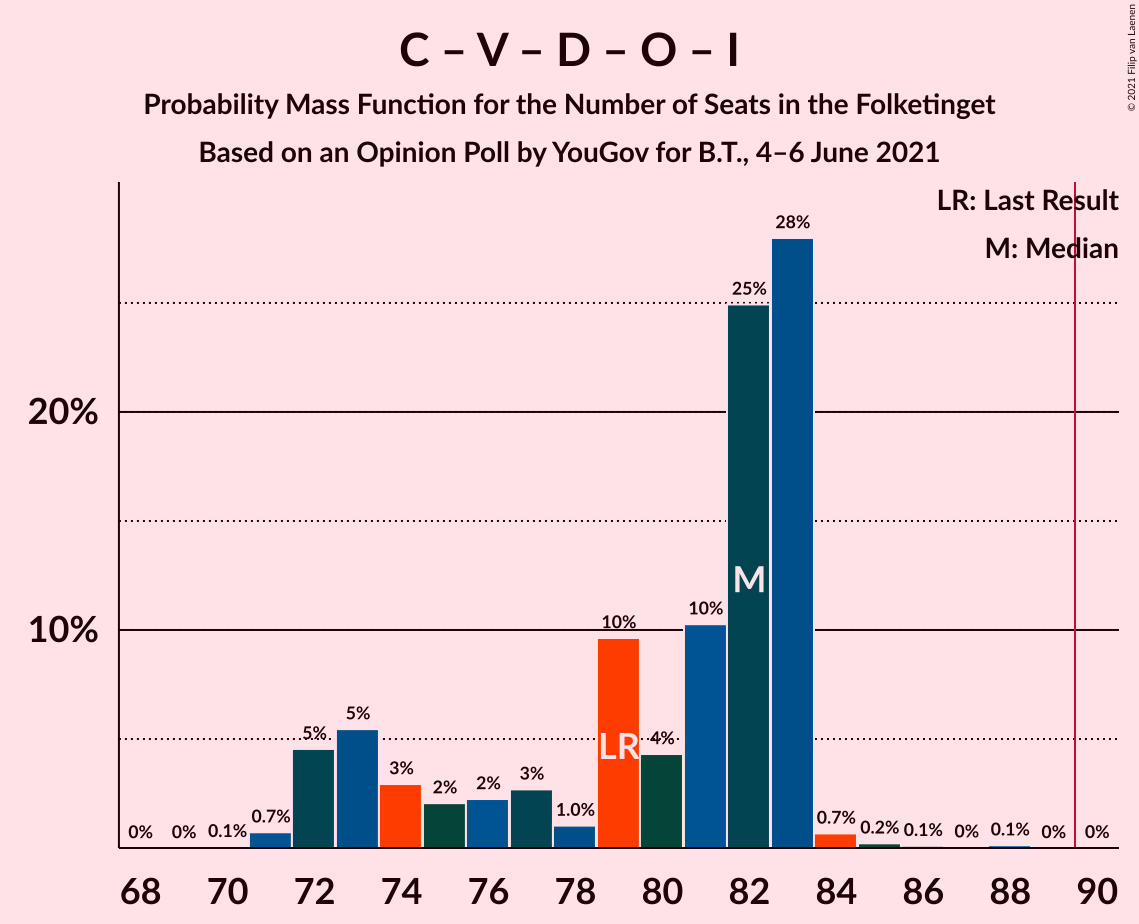 C – V – D – O – I
Probability Mass Function for the Number of Seats in the Folketinget
Based on an Opinion Poll by YouGov for B.T., 4–6 June 2021
© 2021 Filip van Laenen
LR: Last Result
M: Median
20%
10%
0% 0% 0.1% 0.7% 5% 5% 3% 2% 2% 3% 1.0% 10% 4% 10% 25% 28% 0.7% 0.2% 0.1% 0% 0.1% 0% 0%
LR
M
68 70 72 74 76 78 80 82 84 86 88 90